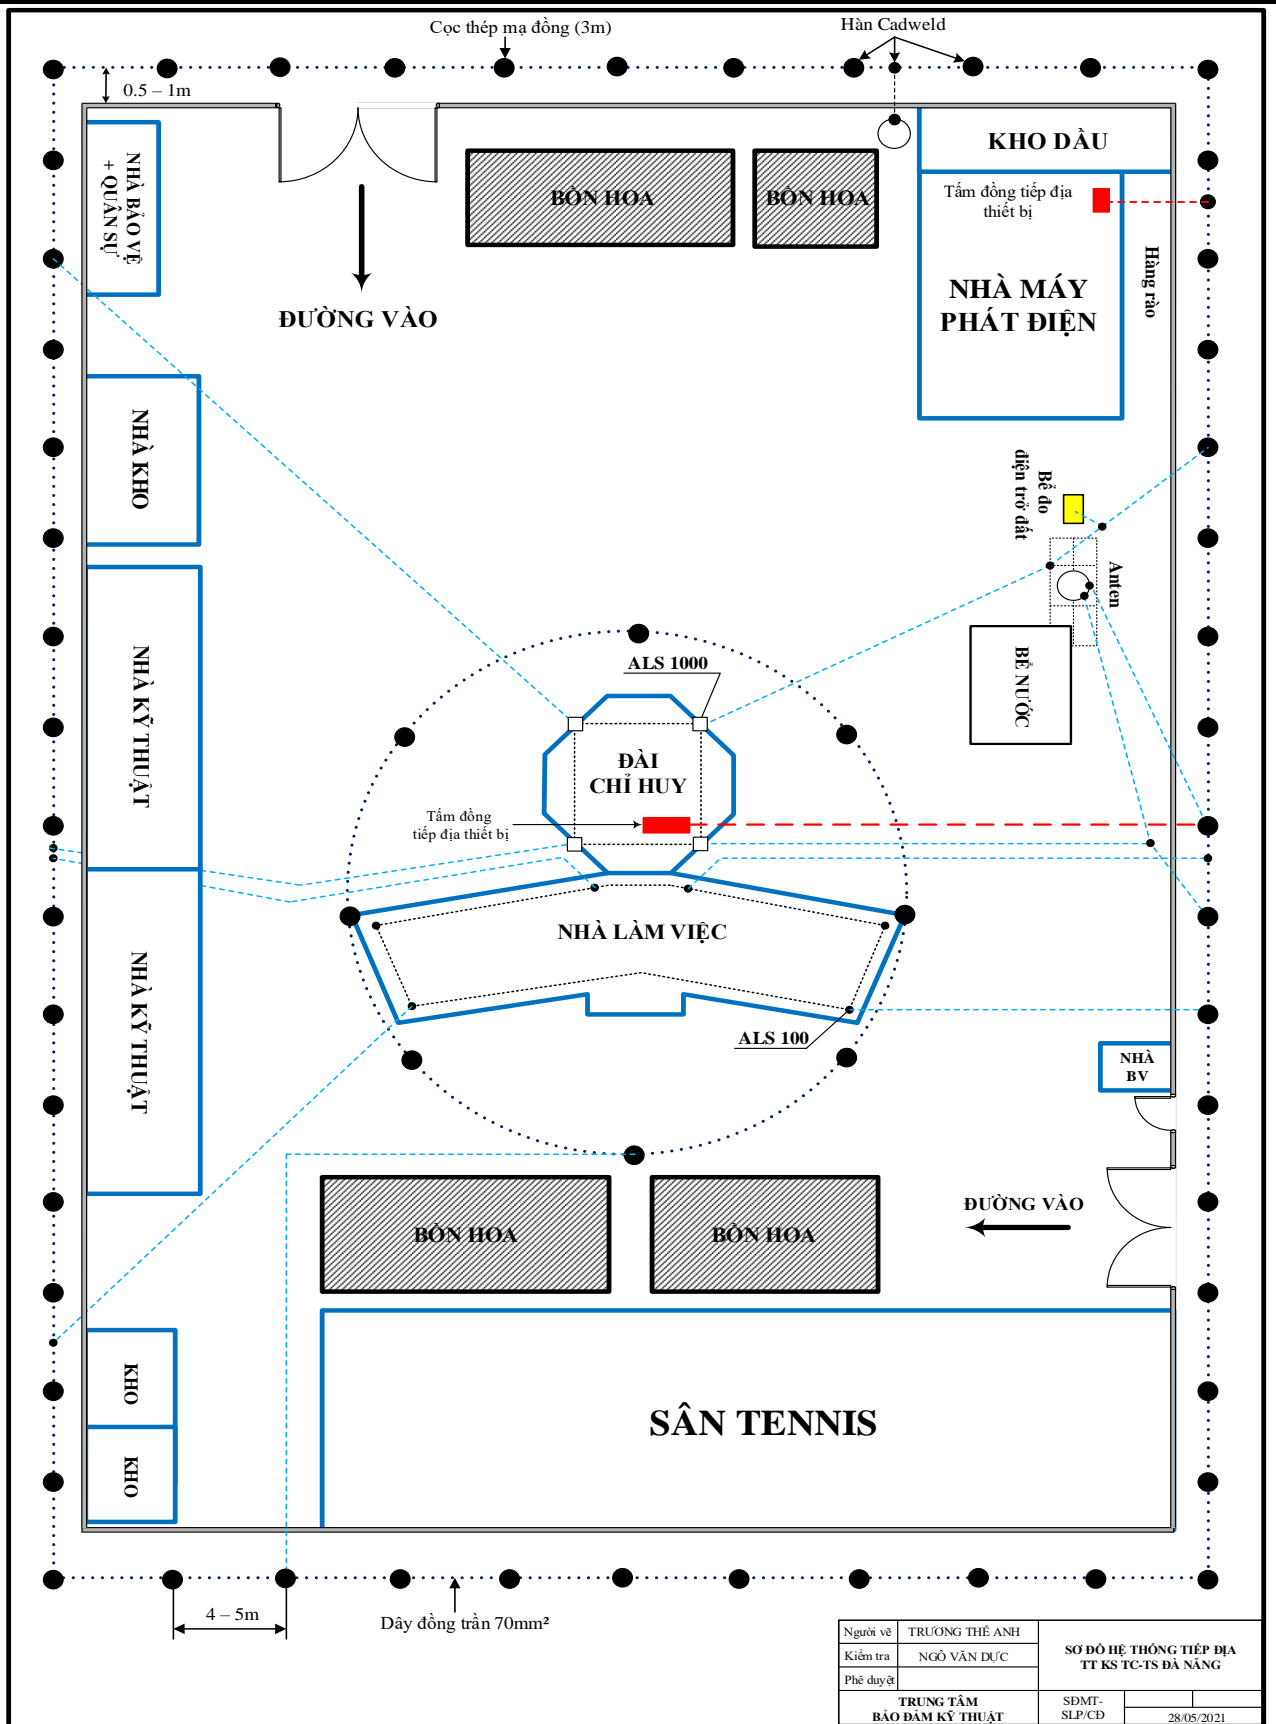 Cọc thép mạ đồng (3m)
Hàn Cadweld
0.5 – 1m
NHÀ BẢO VỆ
+ QUÂN SỰ
BỒN HOA
BỒN HOA
KHO DẦU
Tấm đồng tiếp địa
thiết bị
Hàng rào
NHÀ MÁY
PHÁT ĐIỆN
ĐƯỜNG VÀO
NHÀ KHO
Bể đo
điện trở đất
Anten
NHÀ KỸ THUẬT
BỂ NƯỚC
ALS 1000
ĐÀI
CHỈ HUY
Tấm đồng
tiếp địa thiết bị
NHÀ LÀM VIỆC
NHÀ KỸ THUẬT
ALS 100
NHÀ
BV
ĐƯỜNG VÀO
BỒN HOA
BỒN HOA
KHO
SÂN TENNIS
KHO
4 – 5m
Dây đồng trần 70mm²
Người vẽ
TRƯƠNG THẾ ANH
Kiểm tra
NGÔ VĂN DỰC
Phê duyệt
SƠ ĐỒ HỆ THỐNG TIẾP ĐỊA
TT KS TC-TS ĐÀ NẴNG
TRUNG TÂM
BẢO ĐẢM KỸ THUẬT
SĐMT-
SLP/CĐ
28/05/2021